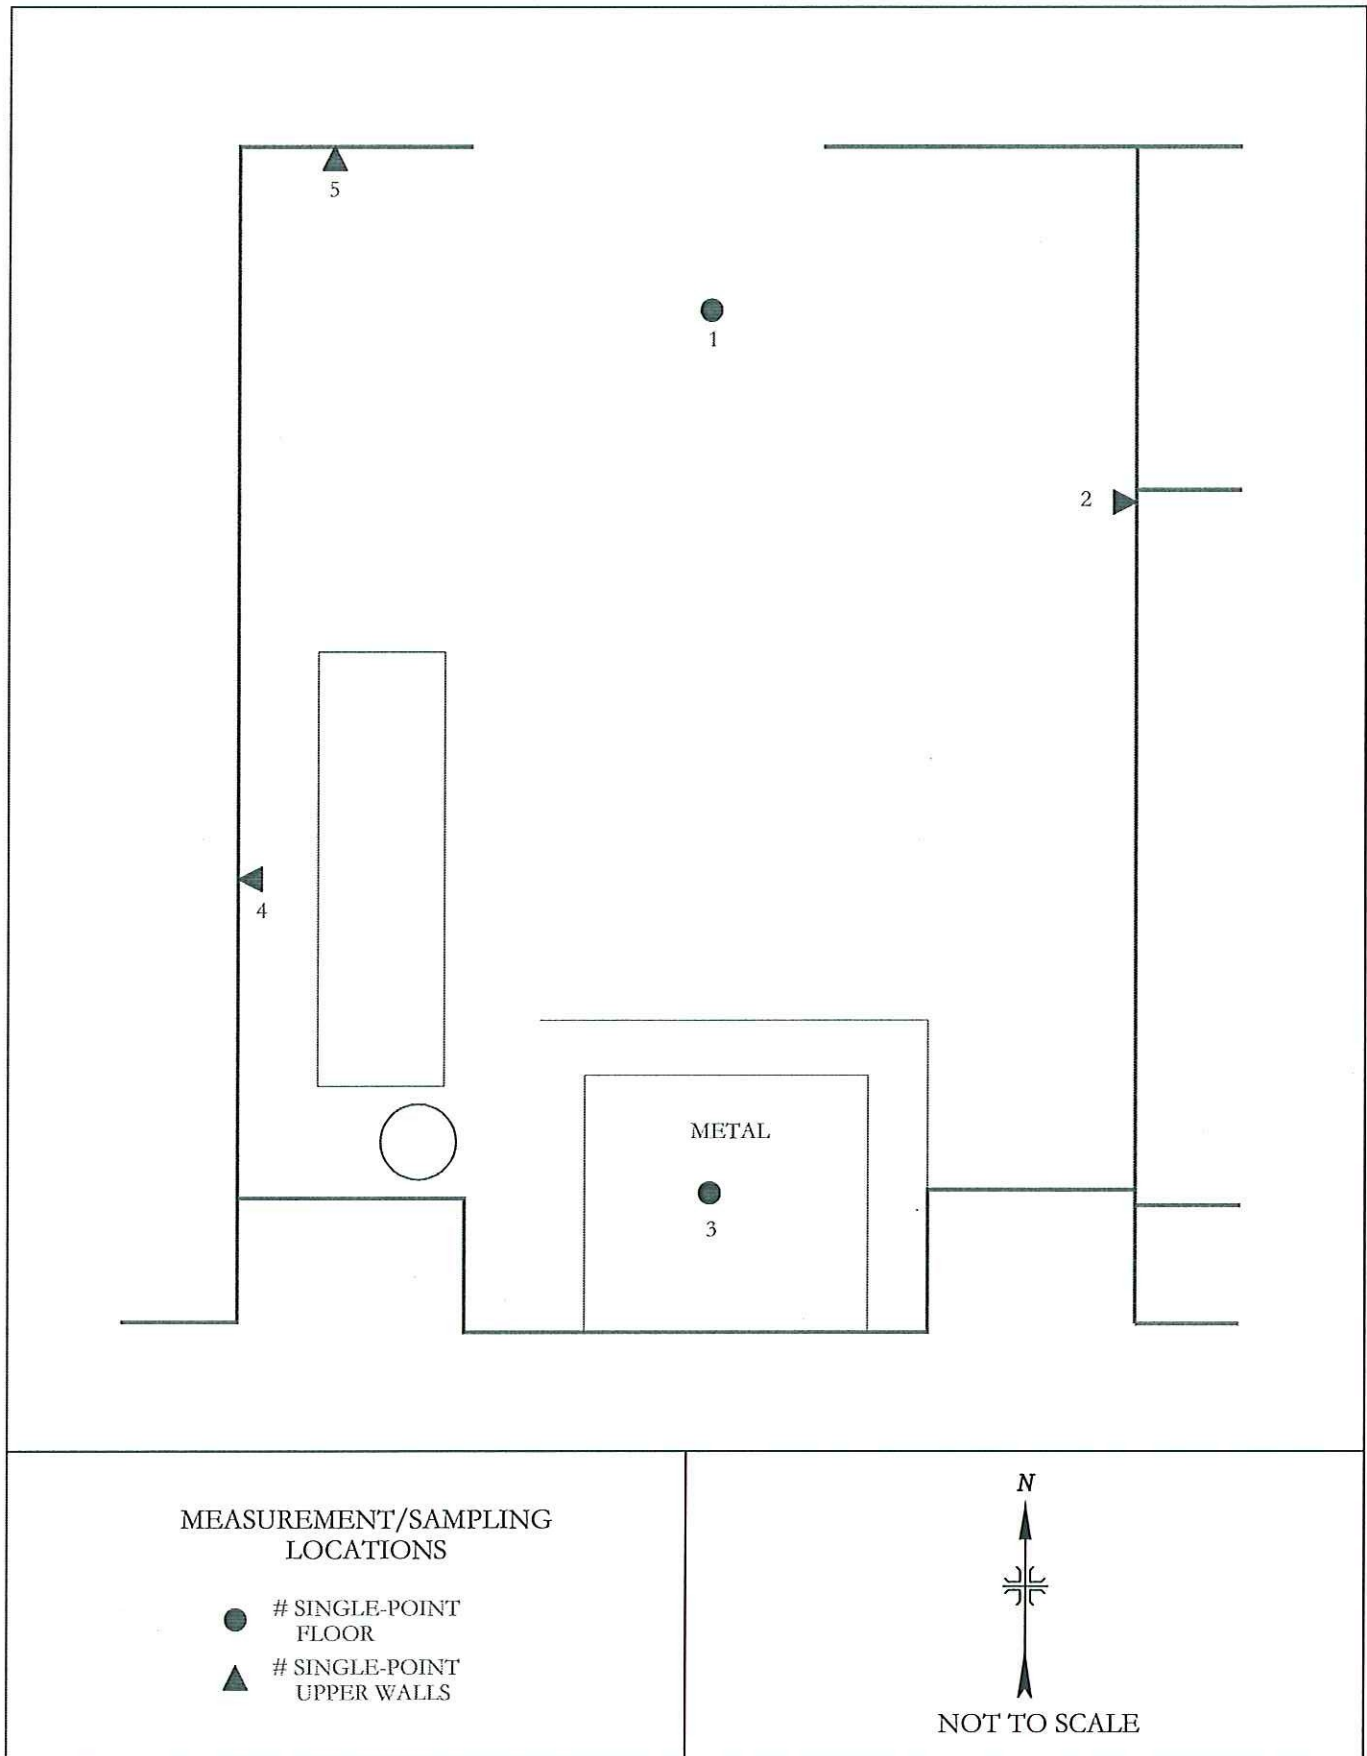 5
1
2
4
METAL
3
MEASUREMENT/SAMPLING
LOCATIONS
# SINGLE-POINT
FLOOR
# SINGLE-POINT
UPPER WALLS
N
NOT TO SCALE